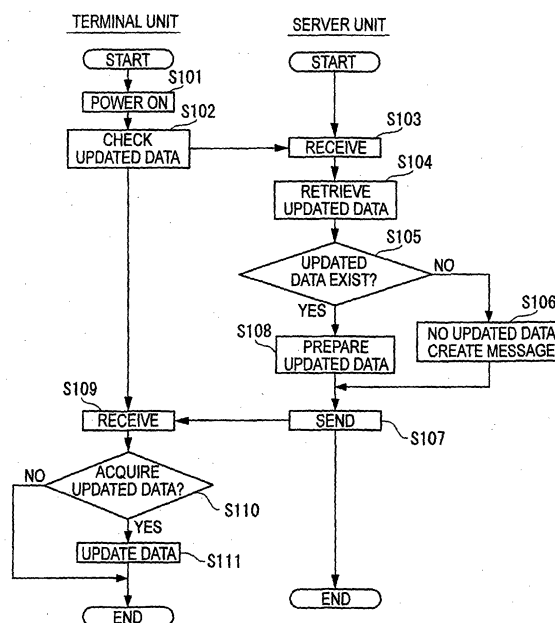 TERMINAL UNIT
SERVER UNIT
START
START
S101
POWER ON
S102
CHECK
UPDATED DATA
S103
RECEIVE
S104
RETRIEVE
UPDATED DATA
S105
UPDATED
DATA EXIST?
NO
YES
S106
NO UPDATED DATA
CREATE MESSAGE
S108
PREPARE
UPDATED DATA
S109
RECEIVE
SEND
S107
NO
ACQUIRE
UPDATED DATA?
S110
YES
UPDATE DATA
S111
END
END